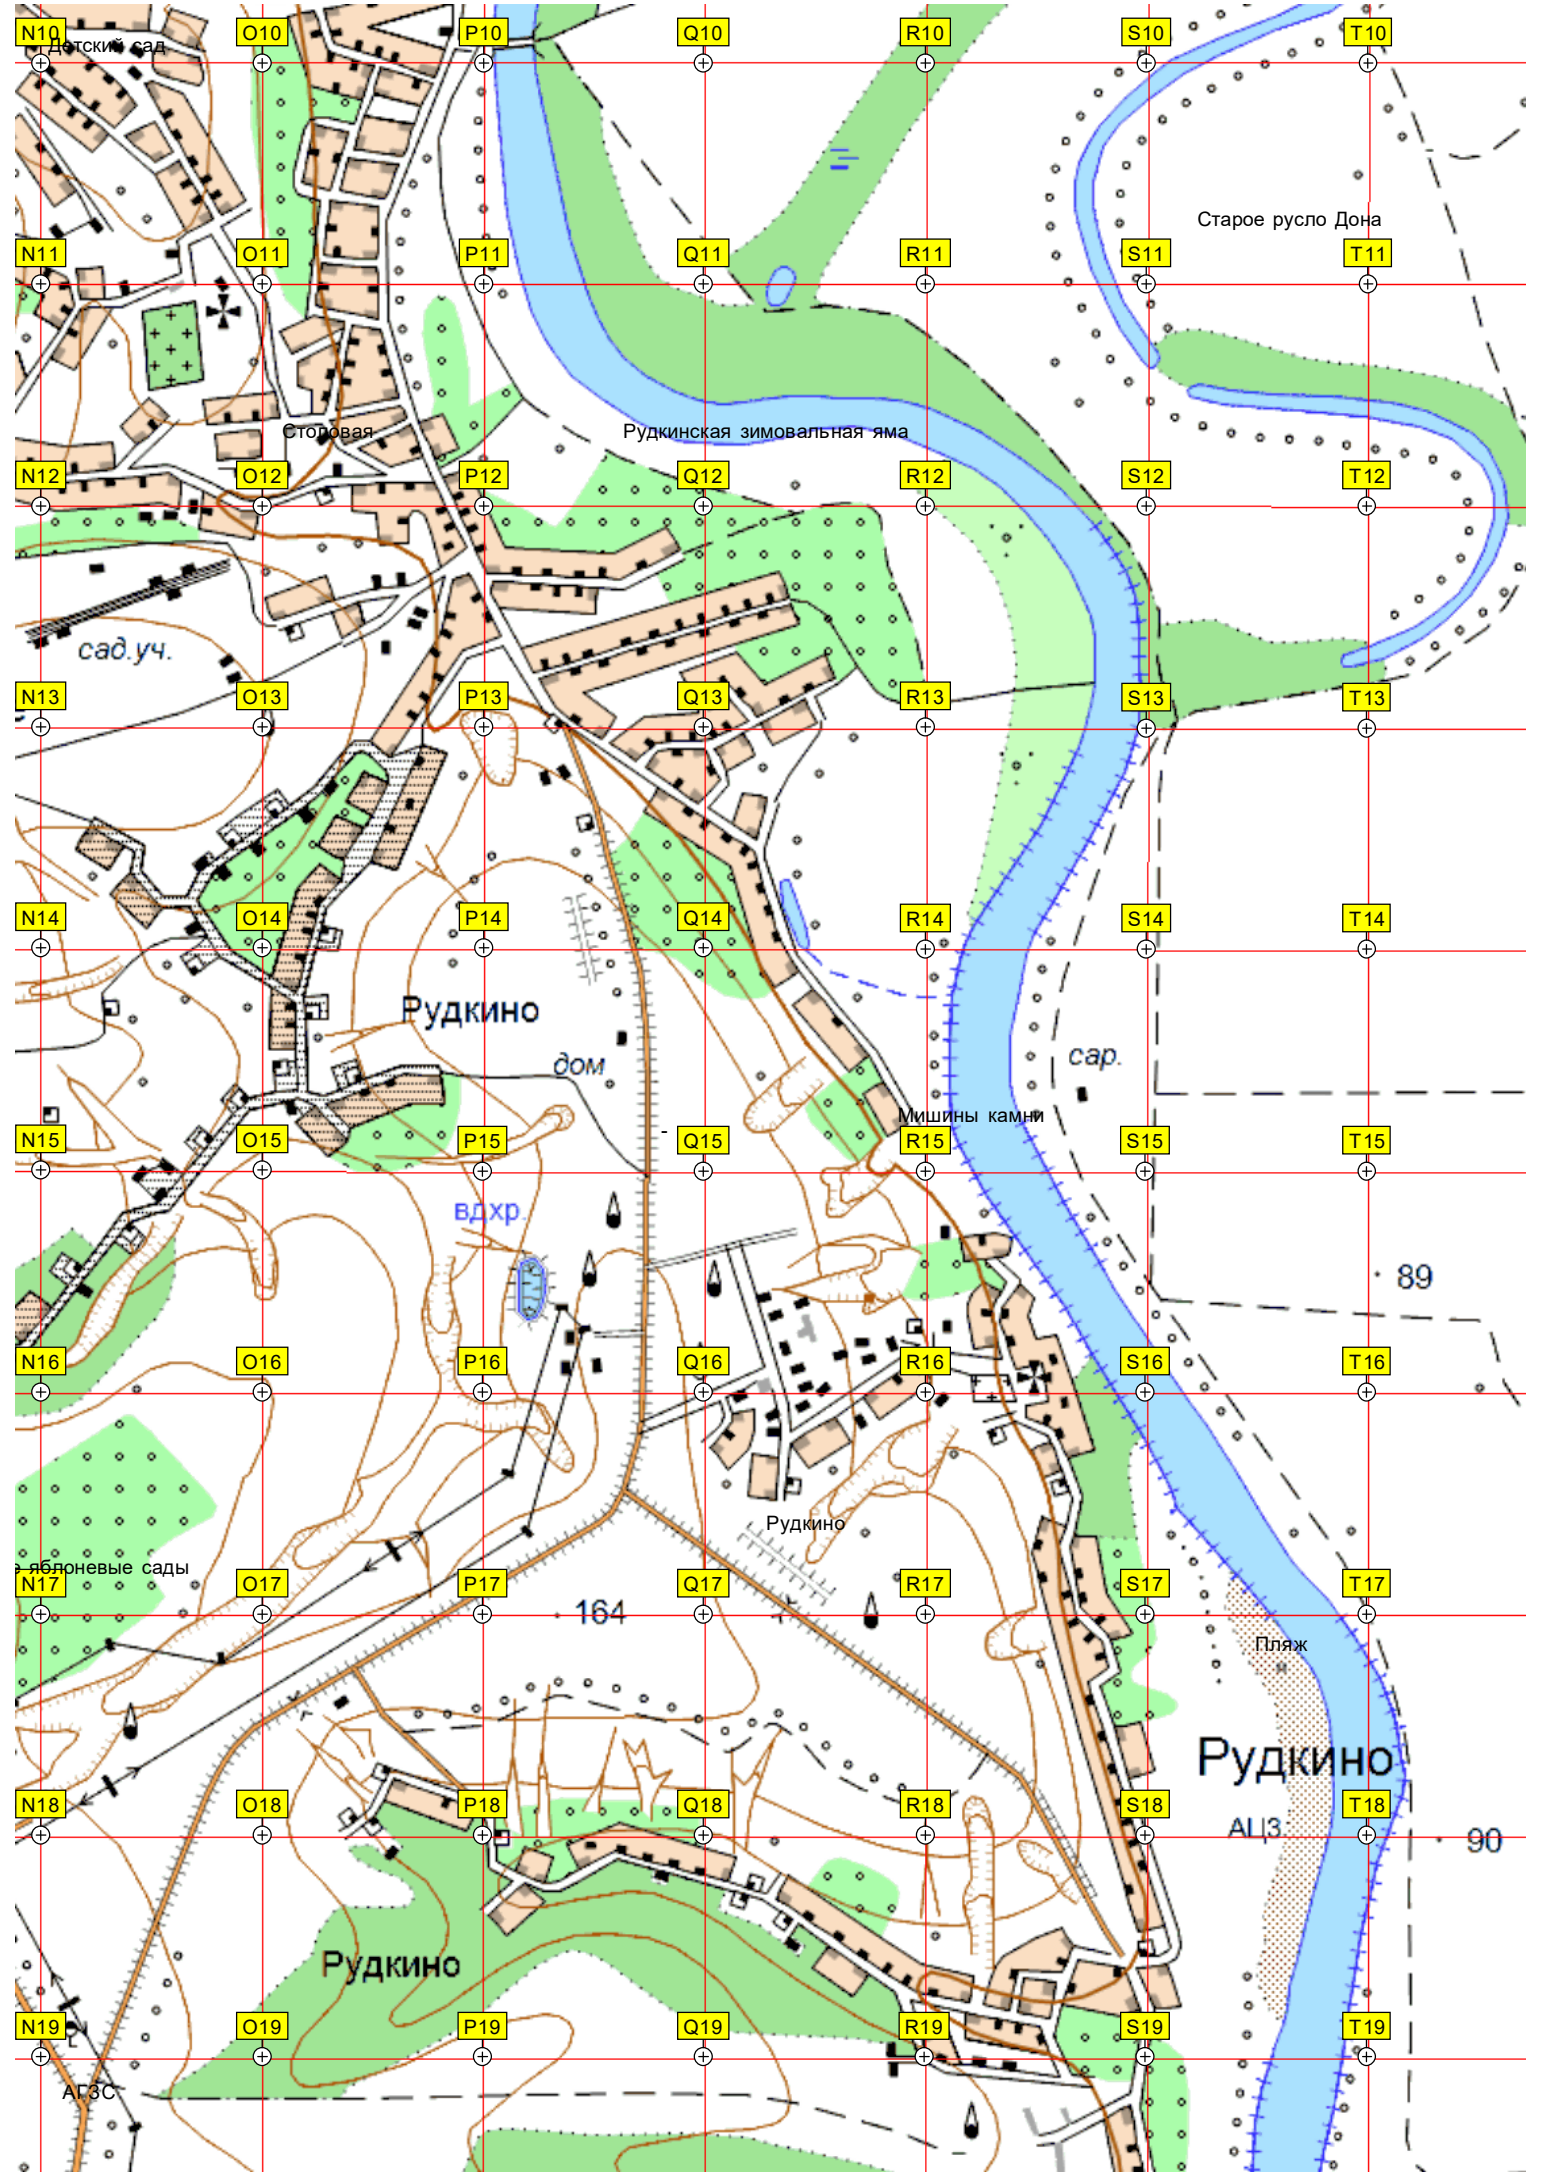 N10 O10 P10 Q10 R10 S10 T10
Детский сад
Старое русло Дона
N11 O11 P11 Q11 R11 S11 T11
Столовая
Рудкинская зимовальная яма
N12 O12 P12 Q12 R12 S12 T12
сад.уч.
N13 O13 P13 Q13 R13 S13 T13
N14 O14 P14 Q14 R14 S14 T14
Рудкино
дом
сар.
Мишины камни
N15 O15 P15 Q15 R15 S15 T15
вдхр.
89
N16 O16 P16 Q16 R16 S16 T16
Рудкино
е яблоневые сады
N17 O17 P17 Q17 R17 S17 T17
164
Пляж
Рудкино
N18 O18 P18 Q18 R18 S18 T18
АЦЗ.
90
Рудкино
N19 O19 P19 Q19 R19 S19 T19
АГЗС